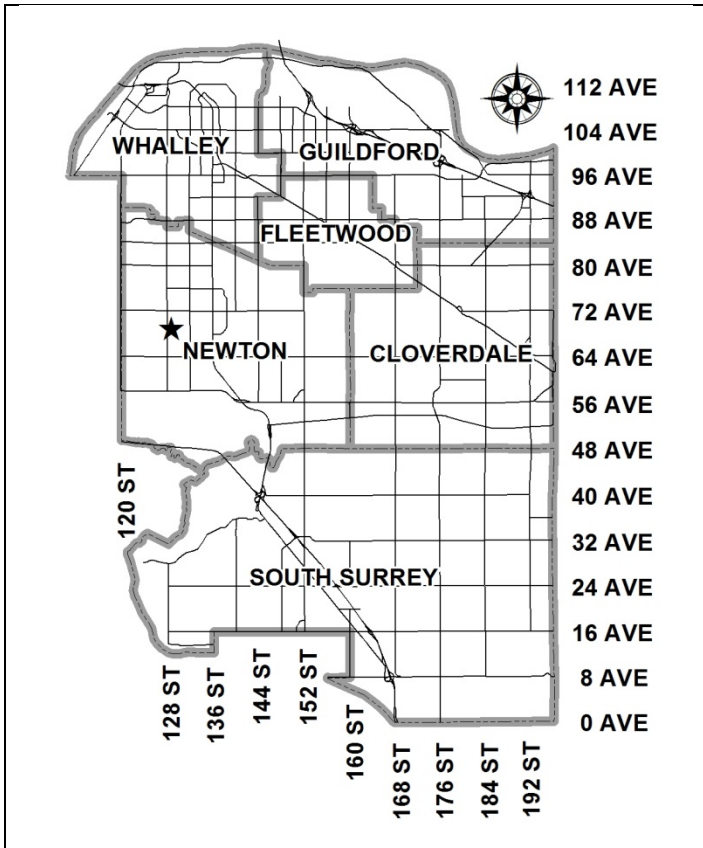 112 AVE
104 AVE
WHALLEY
GUILDFORD
96 AVE
88 AVE
FLEETWOOD
80 AVE
72 AVE
NEWTON
CLOVERDALE
64 AVE
56 AVE
48 AVE
120 ST
40 AVE
32 AVE
SOUTH SURREY
24 AVE
16 AVE
128 ST
136 ST
144 ST
152 ST
160 ST
8 AVE
0 AVE
168 ST
176 ST
184 ST
192 ST